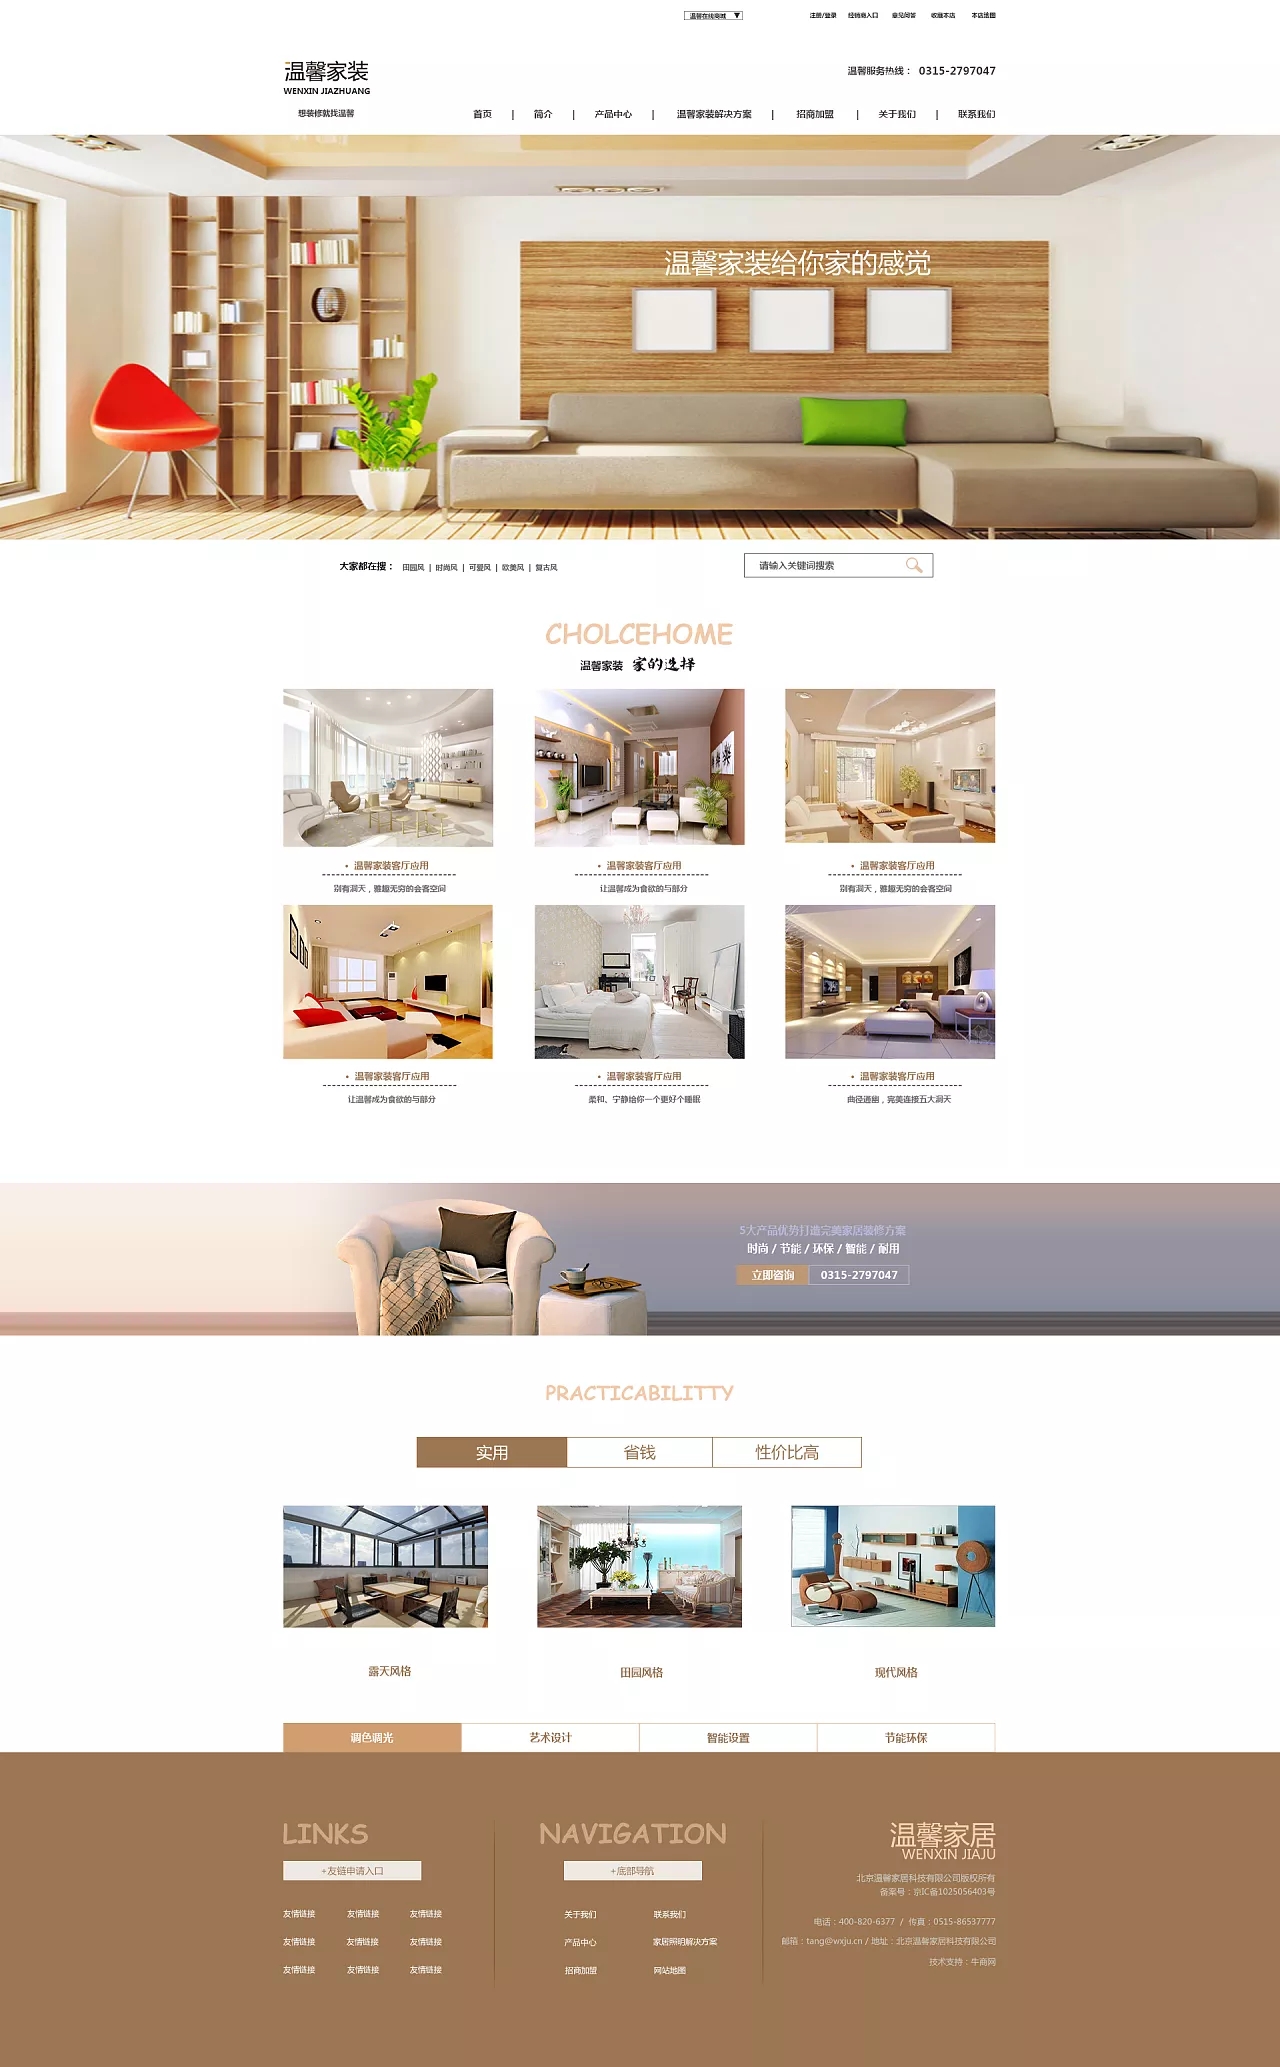 温馨在线商城 ▼
注册/登录 经销商入口 意见问答 收藏本店 本店地图
温馨家装
WENXIN JIAZHUANG
想装修就找温馨
温馨服务热线： 0315-2797047
首页 | 简介 | 产品中心 | 温馨家装解决方案 | 招商加盟 | 关于我们 | 联系我们
温馨家装给你家的感觉
大家都在搜： 田园风 | 时尚风 | 可爱风 | 欧美风 | 复古风
请输入关键词搜索
CHOLCEHOME
温馨家装 家的选择
• 温馨家装客厅应用
别有洞天，雅趣无穷的会客空间
• 温馨家装客厅应用
让温馨成为食欲的与部分
• 温馨家装客厅应用
别有洞天，雅趣无穷的会客空间
• 温馨家装客厅应用
让温馨成为食欲的与部分
• 温馨家装客厅应用
柔和、宁静给你一个更好个睡眠
• 温馨家装客厅应用
曲径通幽，完美连接五大洞天
5大产品优势打造完美家居装修方案
时尚 / 节能 / 环保 / 智能 / 耐用
立即咨询 0315-2797047
PRACTICABILITTY
实用 省钱 性价比高
露天风格 田园风格 现代风格
调色调光 艺术设计 智能设置 节能环保
LINKS
+友链申请入口
友情链接 友情链接 友情链接
友情链接 友情链接 友情链接
友情链接 友情链接 友情链接
NAVIGATION
+底部导航
关于我们 联系我们
产品中心 家居照明解决方案
招商加盟 网站地图
温馨家居
WENXIN JIAJU
北京温馨家居科技有限公司版权所有
备案号：京IC备1025056403号
电话：400-820-6377 / 传真：0515-86537777
邮箱：tang@wxju.cn / 地址：北京温馨家居科技有限公司
技术支持：牛商网